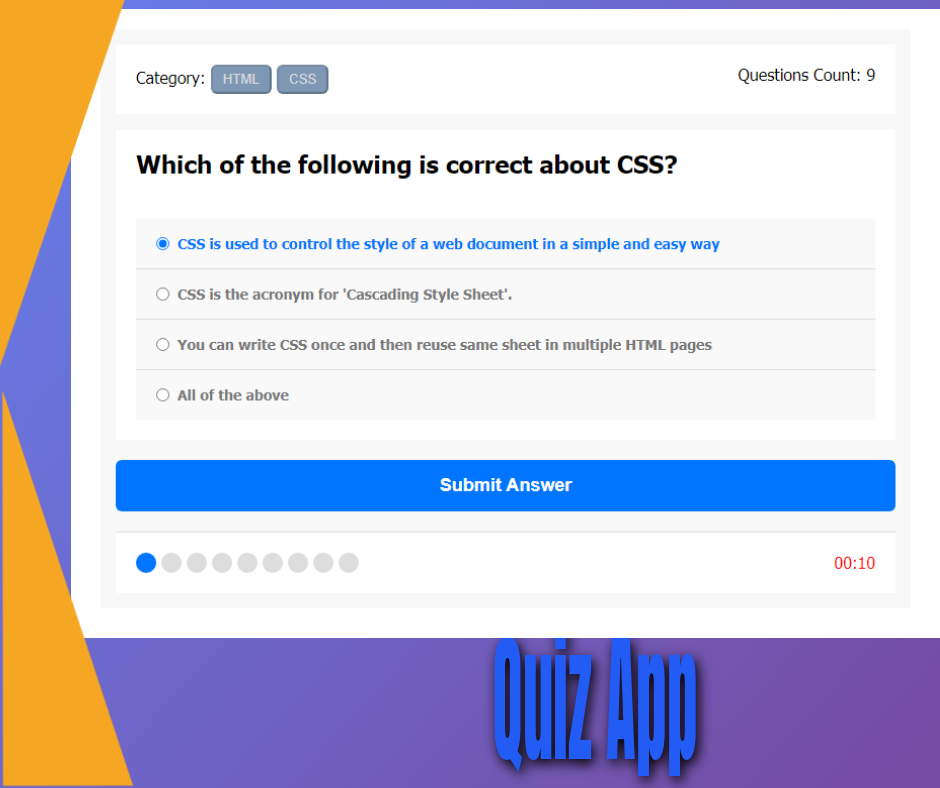 Category: HTML CSS
Questions Count: 9
Which of the following is correct about CSS?
CSS is used to control the style of a web document in a simple and easy way
CSS is the acronym for 'Cascading Style Sheet'.
You can write CSS once and then reuse same sheet in multiple HTML pages
All of the above
Submit Answer
00:10
Quiz App